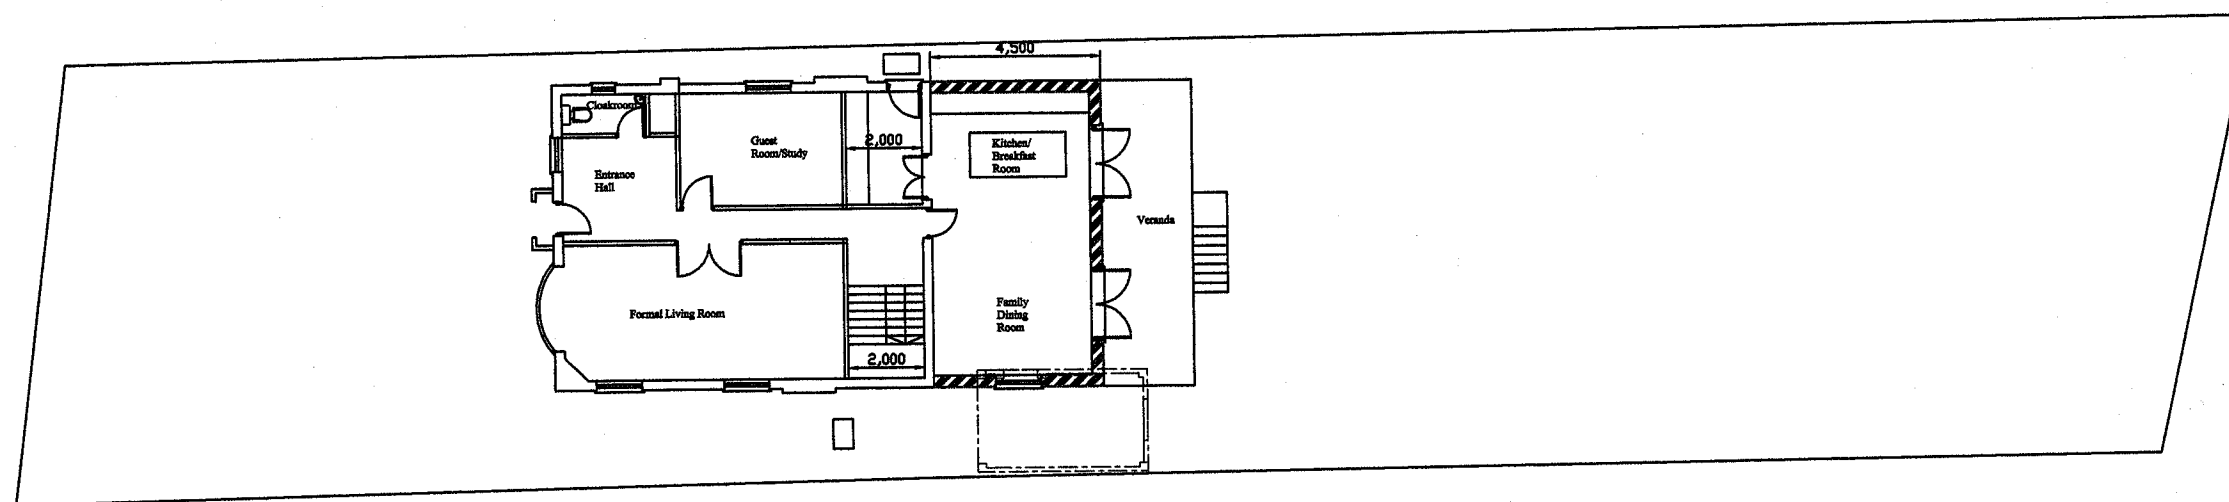 4,500
Cloakroom
Guest
Room/Study
2,000
Kitchen/
Breakfast
Room
Entrance
Hall
Veranda
Formal Living Room
Family
Dining
Room
2,000